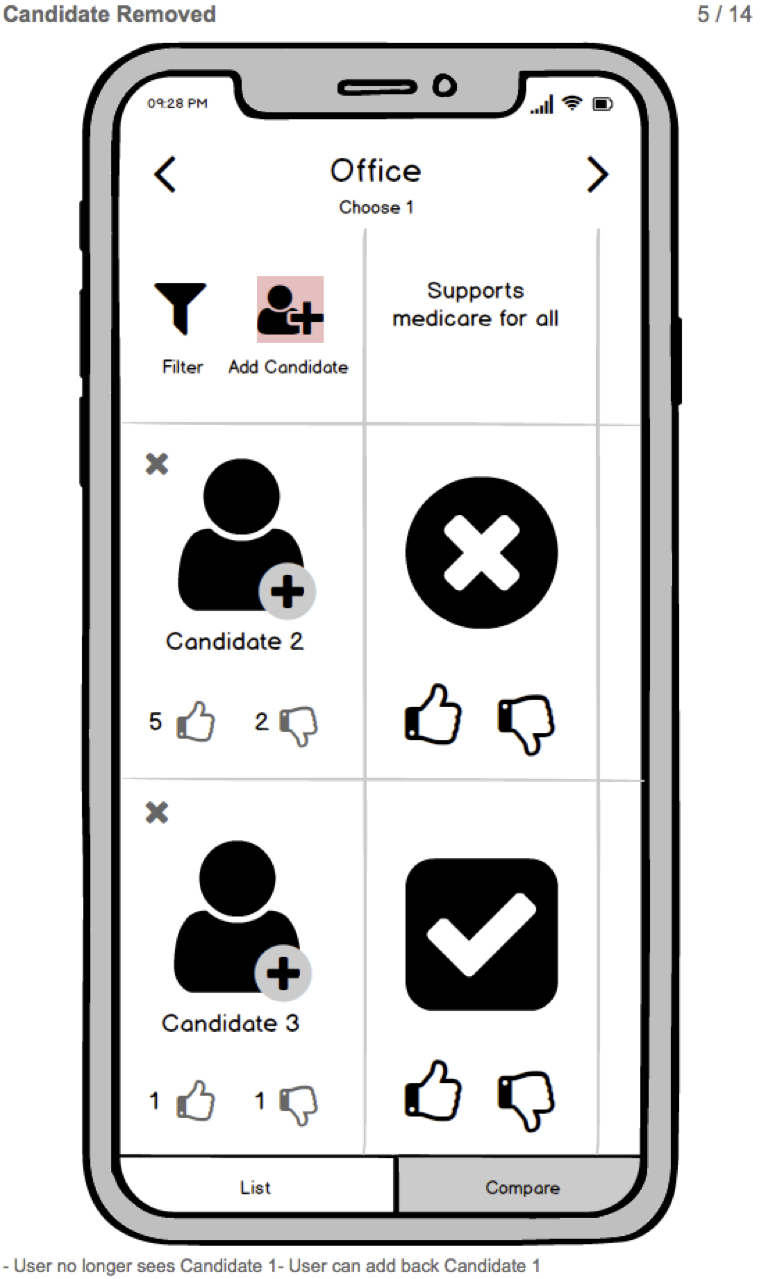 Candidate Removed 5 / 14
09:28 PM
Office
Choose 1
Supports
medicare for all
Filter Add Candidate
Candidate 2
5 2
Candidate 3
1 1
List Compare
- User no longer sees Candidate 1- User can add back Candidate 1